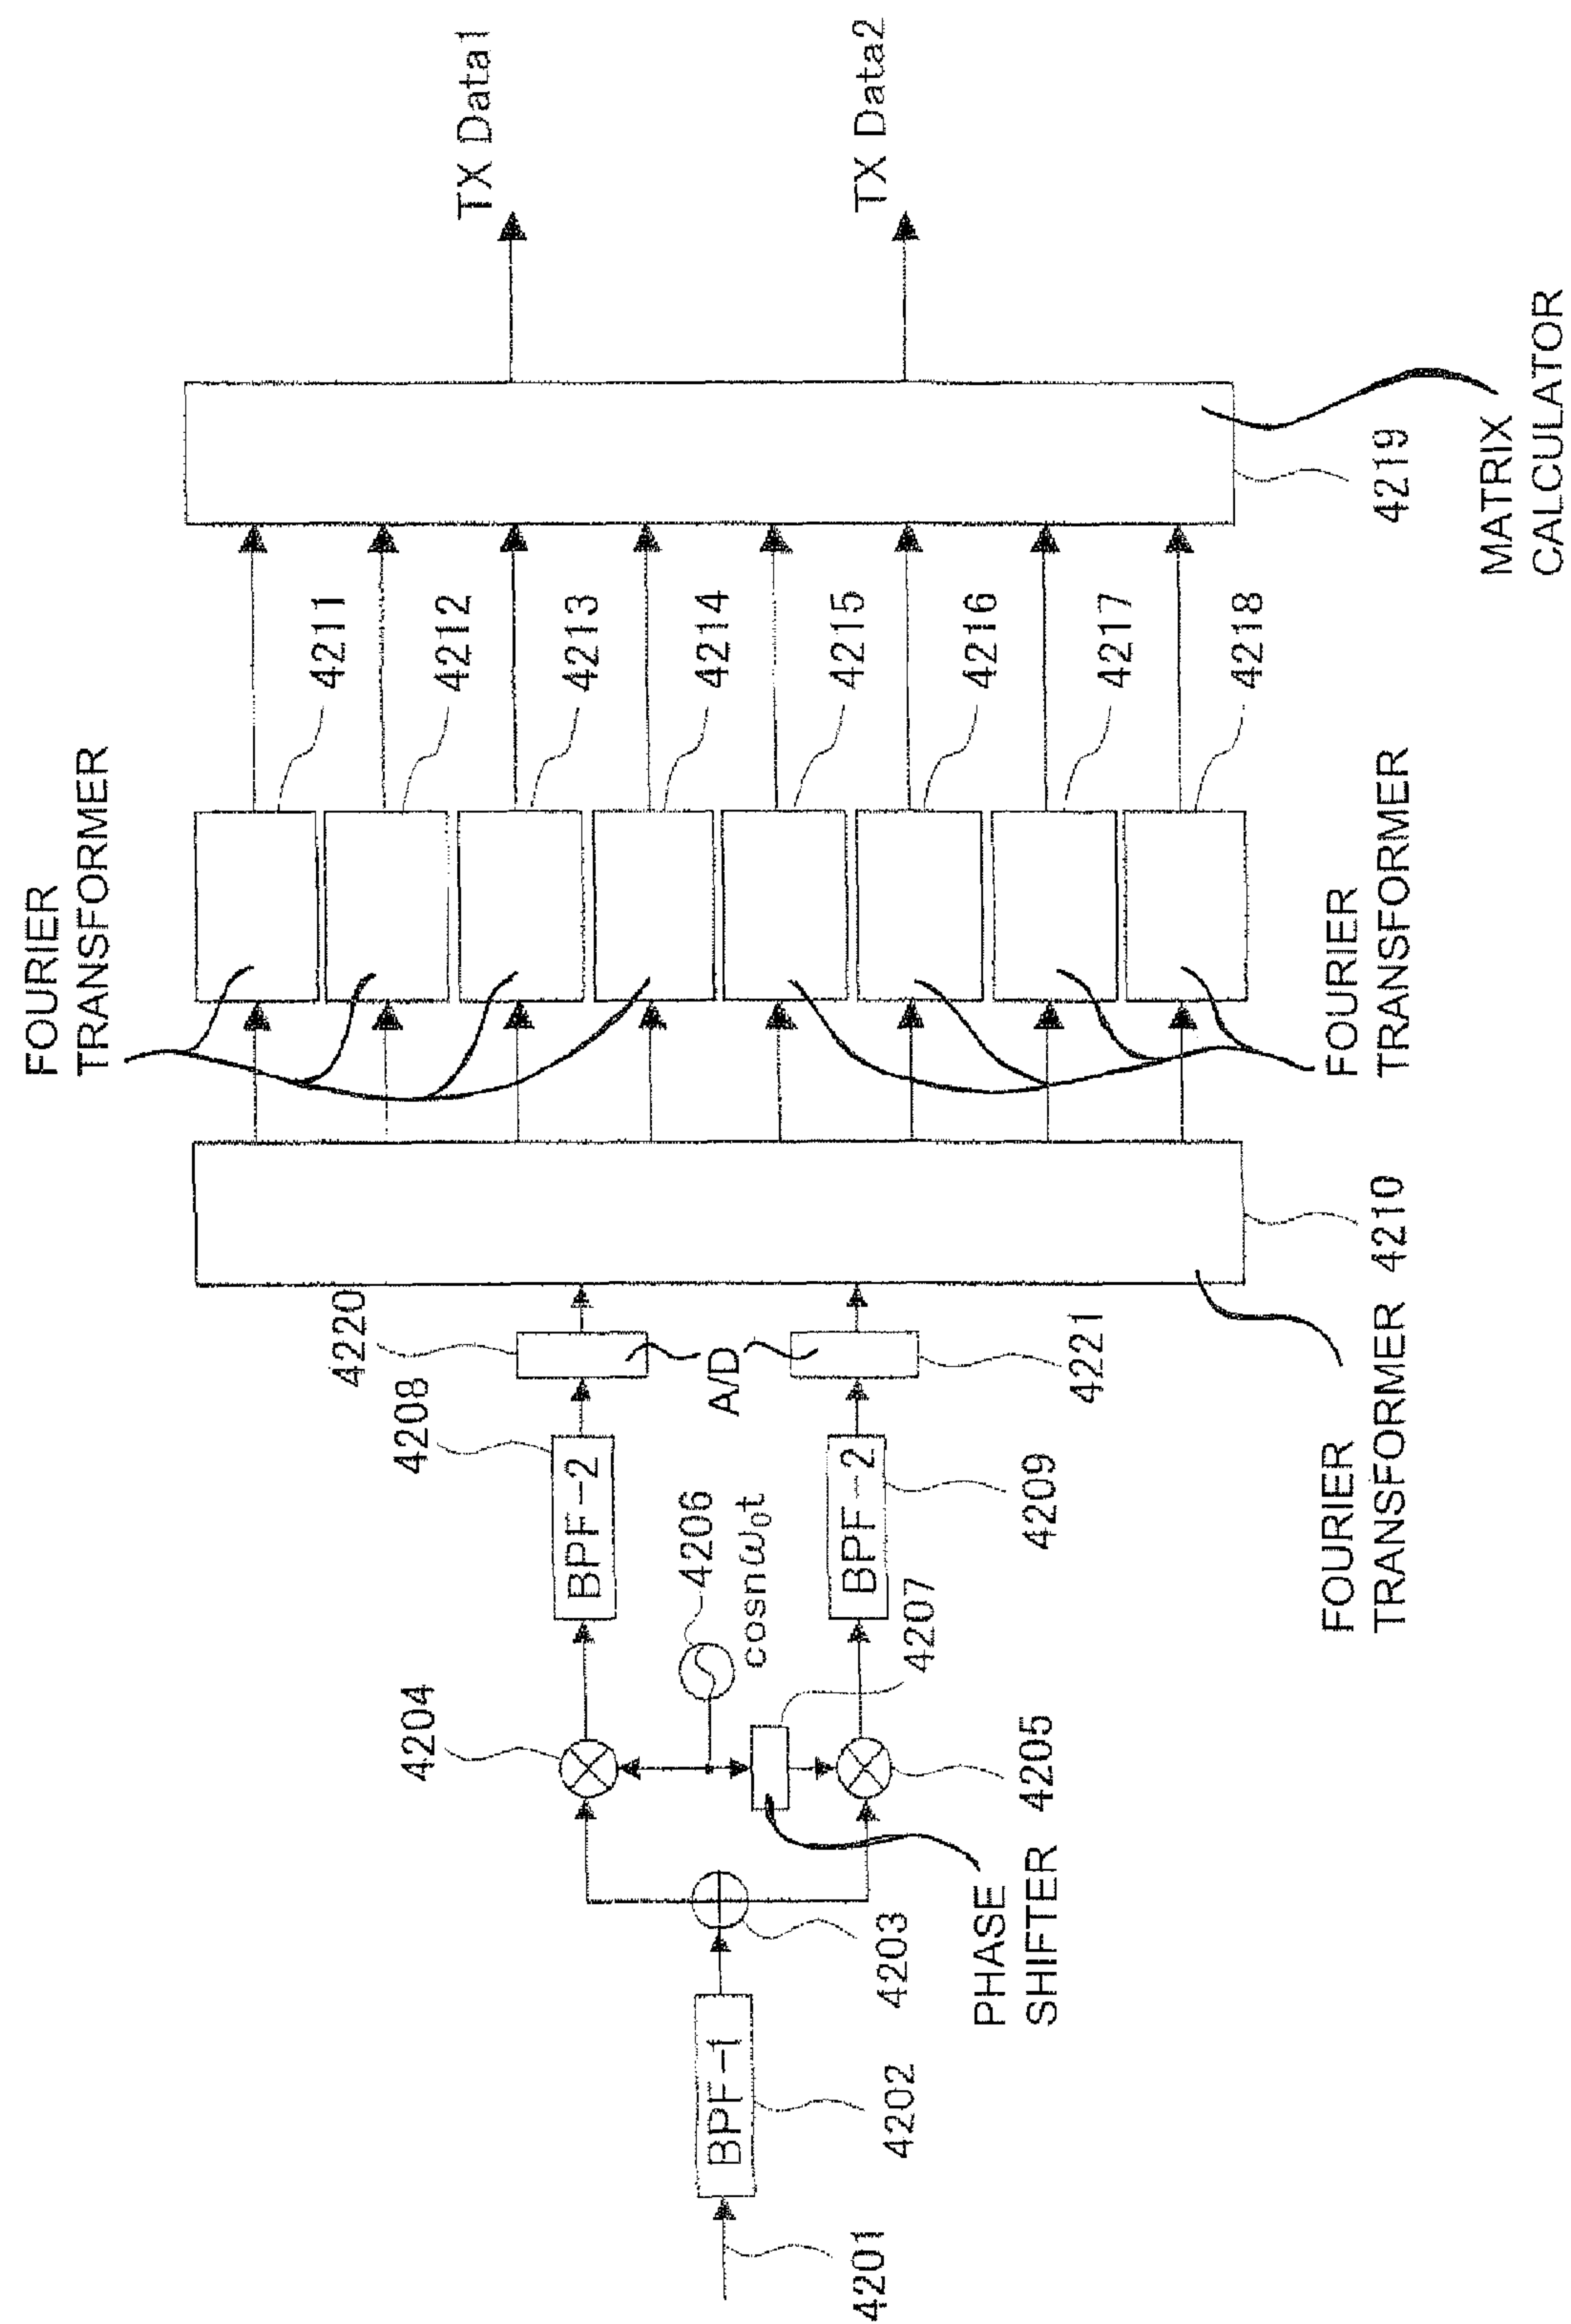 4201
BPF-1
4202
4203
PHASE
SHIFTER
4204
4205
4206
cosnω₀t
4207
BPF-2
4208
BPF-2
4209
4220
A/D
4221
FOURIER
TRANSFORMER
4210
FOURIER
TRANSFORMER
FOURIER
TRANSFORMER
4211
4212
4213
4214
4215
4216
4217
4218
4219
MATRIX
CALCULATOR
TX Data1
TX Data2